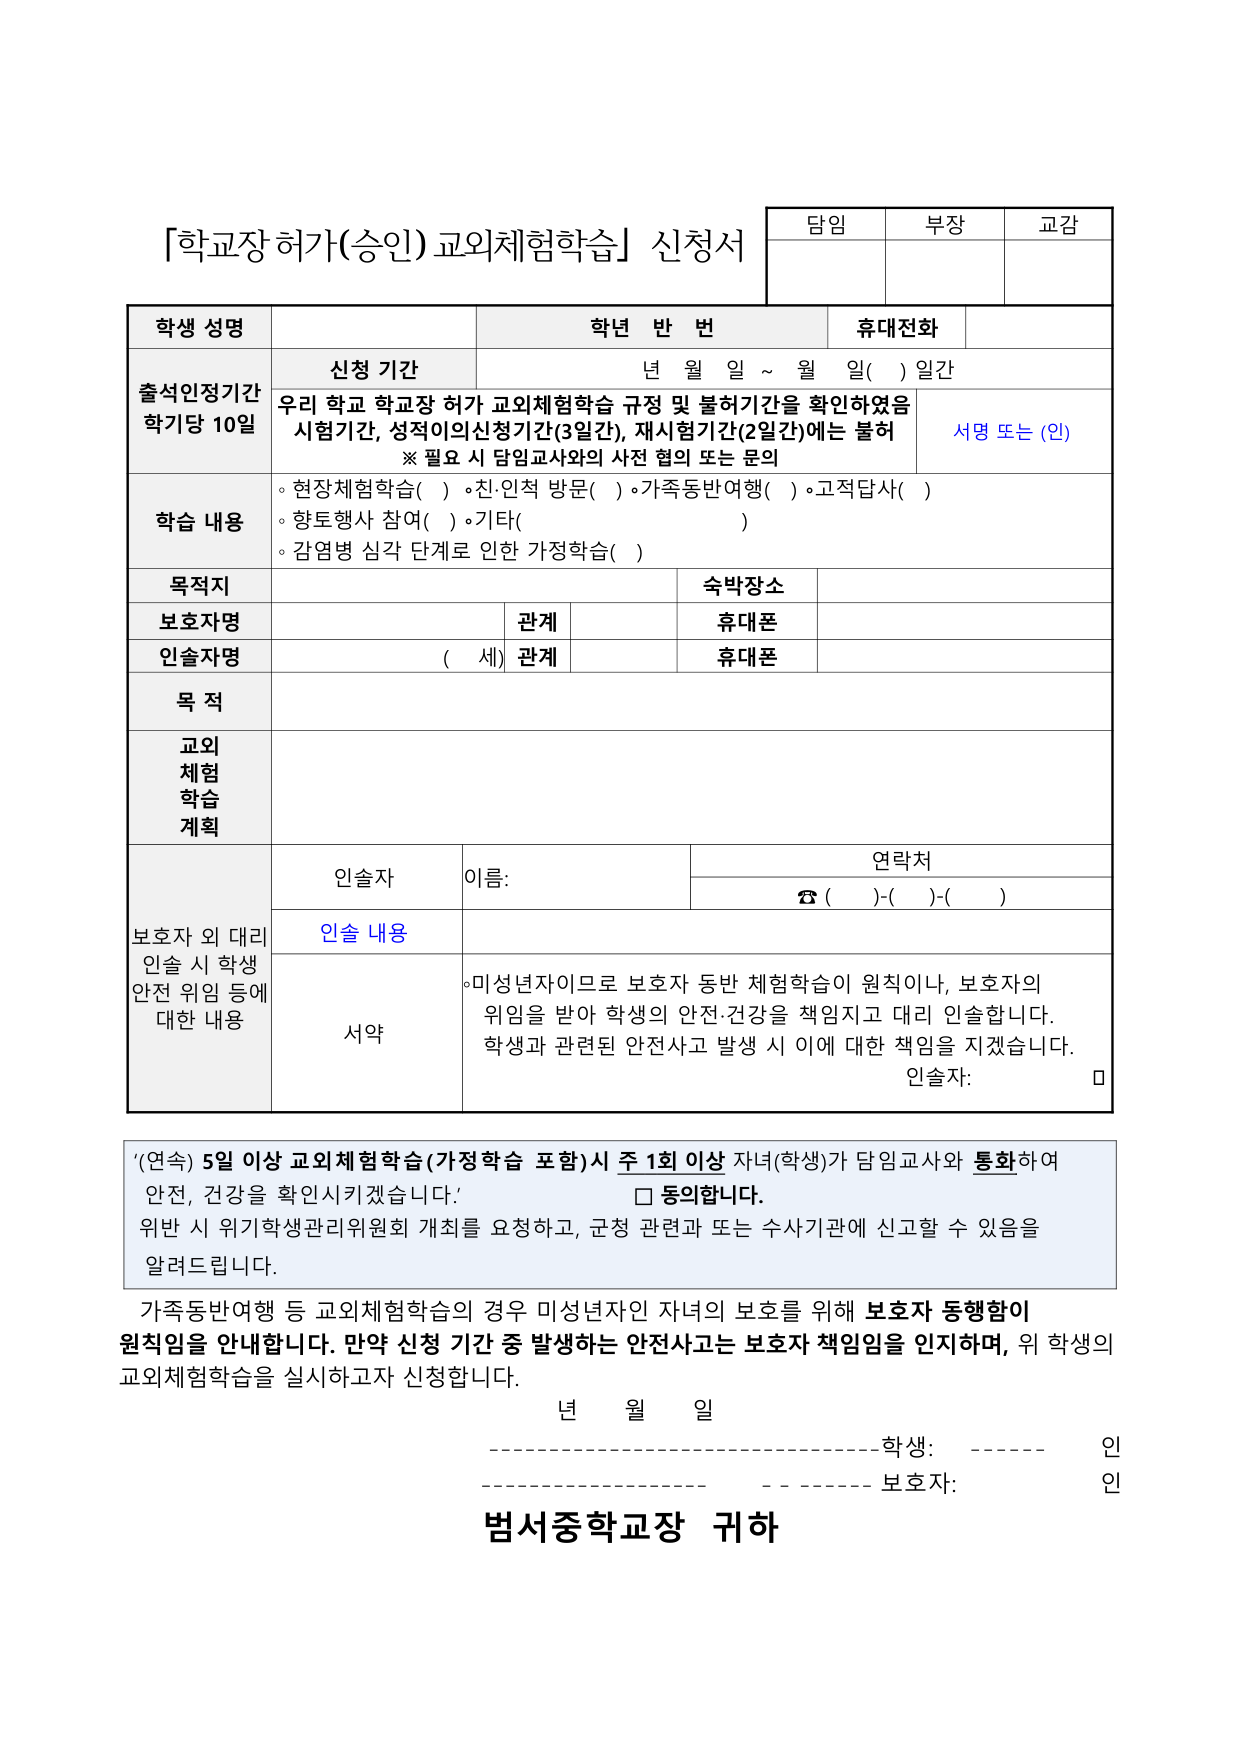 「학교장 허가(승인) 교외체험학습」 신청서
담임 부장 교감
학생 성명 학년 반 번 휴대전화
출석인정기간
학기당 10일
신청 기간 년 월 일 ~ 월 일( ) 일간
우리 학교 학교장 허가 교외체험학습 규정 및 불허기간을 확인하였음
시험기간, 성적이의신청기간(3일간), 재시험기간(2일간)에는 불허
※ 필요 시 담임교사와의 사전 협의 또는 문의
서명 또는 (인)
학습 내용
◦ 현장체험학습( ) ∘친·인척 방문( ) ∘가족동반여행( ) ∘고적답사( )
◦ 향토행사 참여( ) ∘기타( )
◦ 감염병 심각 단계로 인한 가정학습( )
목적지 숙박장소
보호자명 관계 휴대폰
인솔자명 ( 세) 관계 휴대폰
목 적
교외
체험
학습
계획
보호자 외 대리
인솔 시 학생
안전 위임 등에
대한 내용
인솔자 이름: 연락처
☎ ( )-( )-( )
인솔 내용
서약
◦미성년자이므로 보호자 동반 체험학습이 원칙이나, 보호자의
위임을 받아 학생의 안전·건강을 책임지고 대리 인솔합니다.
학생과 관련된 안전사고 발생 시 이에 대한 책임을 지겠습니다.
인솔자: □
‘(연속) 5일 이상 교외체험학습(가정학습 포함)시 주 1회 이상 자녀(학생)가 담임교사와 통화하여
안전, 건강을 확인시키겠습니다.’ □ 동의합니다.
위반 시 위기학생관리위원회 개최를 요청하고, 군청 관련과 또는 수사기관에 신고할 수 있음을
알려드립니다.
가족동반여행 등 교외체험학습의 경우 미성년자인 자녀의 보호를 위해 보호자 동행함이
원칙임을 안내합니다. 만약 신청 기간 중 발생하는 안전사고는 보호자 책임임을 인지하며, 위 학생의
교외체험학습을 실시하고자 신청합니다.
년 월 일
---------------------------------학생: ------ 인
------------------- - - ------ 보호자: 인
범서중학교장 귀하